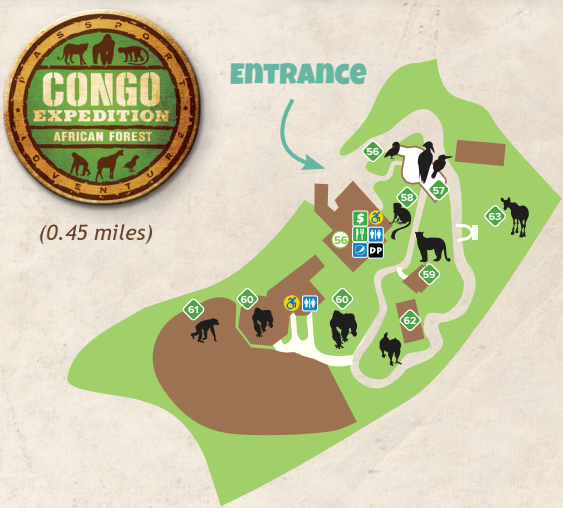 PASSPORT
CONGO
EXPEDITION
AFRICAN FOREST
ADVENTURE
(0.45 miles)
ENTRANCE
56
57
58
63
$
56
DP
59
60
60
61
62